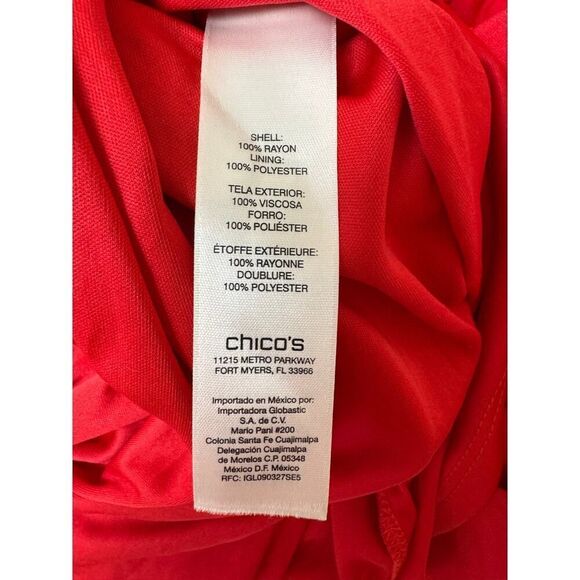 SHELL:
100% RAYON
LINING:
100% POLYESTER
TELA EXTERIOR:
100% VISCOSA
FORRO:
100% POLIÉSTER
ÉTOFFE EXTÉRIEURE:
100% RAYONNE
DOUBLURE:
100% POLYESTER
chico's
11215 METRO PARKWAY
FORT MYERS, FL 33966
Importado en México por:
Importadora Globastic
S.A. de C.V.
Mario Pani #200
Colonia Santa Fe Cuajimalpa
Delegación Cuajimalpa
de Morelos C.P. 05348
México D.F. México
RFC: IGL090327SE5